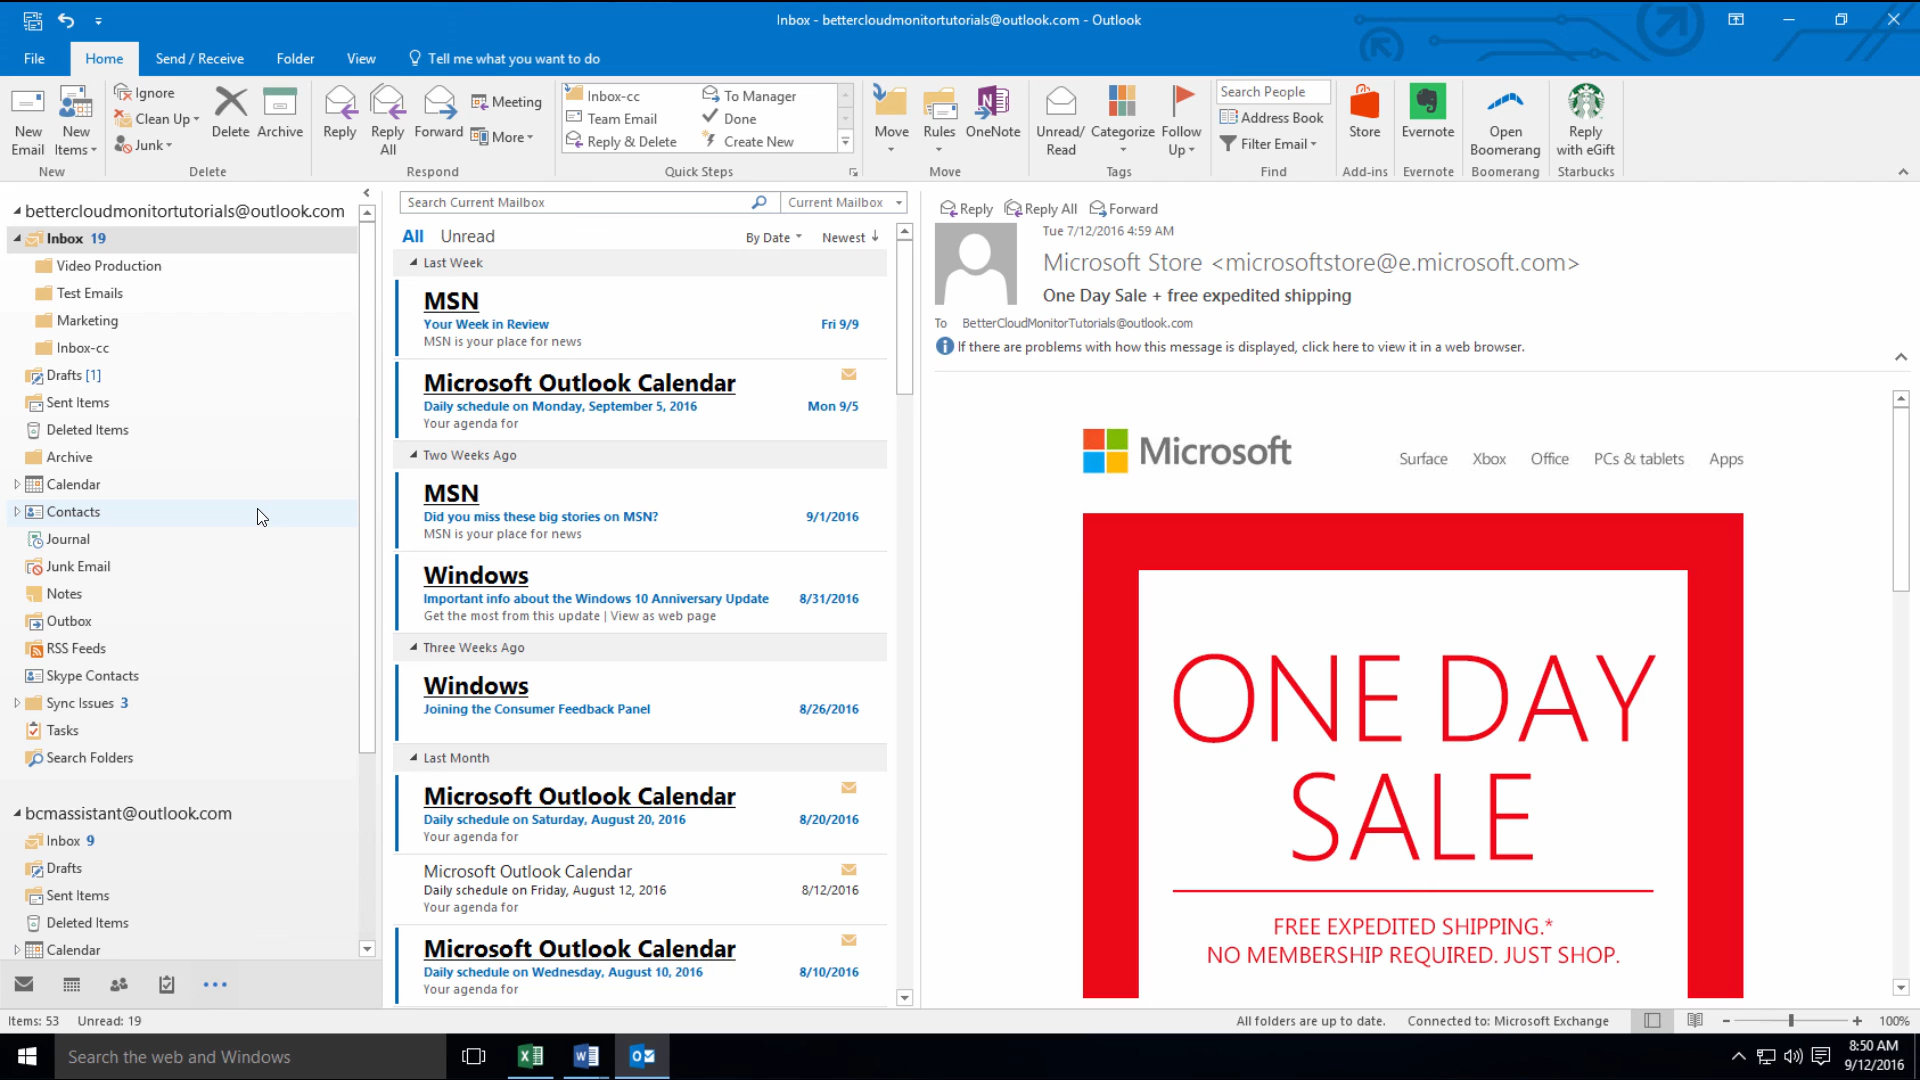 Inbox - bettercloudmonitortutorials@outlook.com - Outlook
File
Home
Send / Receive
Folder
View
Tell me what you want to do
New Email
New Items
New
Ignore
Clean Up
Junk
Delete
Archive
Delete
Reply
Reply All
Forward
Meeting
More
Respond
Inbox-cc
Team Email
Reply & Delete
To Manager
Done
Create New
Quick Steps
Move
Rules
OneNote
Move
Unread/ Read
Categorize
Follow Up
Tags
Search People
Address Book
Filter Email
Find
Store
Add-ins
Evernote
Evernote
Open Boomerang
Boomerang
Reply with eGift
Starbucks
bettercloudmonitortutorials@outlook.com
Inbox 19
Video Production
Test Emails
Marketing
Inbox-cc
Drafts [1]
Sent Items
Deleted Items
Archive
Calendar
Contacts
Journal
Junk Email
Notes
Outbox
RSS Feeds
Skype Contacts
Sync Issues 3
Tasks
Search Folders
bcmassistant@outlook.com
Inbox 9
Drafts
Sent Items
Deleted Items
Calendar
Search Current Mailbox
Current Mailbox
All Unread
By Date Newest
Last Week
MSN
Your Week in Review Fri 9/9
MSN is your place for news
Microsoft Outlook Calendar
Daily schedule on Monday, September 5, 2016 Mon 9/5
Your agenda for
Two Weeks Ago
MSN
Did you miss these big stories on MSN? 9/1/2016
MSN is your place for news
Windows
Important info about the Windows 10 Anniversary Update 8/31/2016
Get the most from this update | View as web page
Three Weeks Ago
Windows
Joining the Consumer Feedback Panel 8/26/2016
Last Month
Microsoft Outlook Calendar
Daily schedule on Saturday, August 20, 2016 8/20/2016
Your agenda for
Microsoft Outlook Calendar
Daily schedule on Friday, August 12, 2016 8/12/2016
Your agenda for
Microsoft Outlook Calendar
Daily schedule on Wednesday, August 10, 2016 8/10/2016
Your agenda for
Reply Reply All Forward
Tue 7/12/2016 4:59 AM
Microsoft Store <microsoftstore@e.microsoft.com>
One Day Sale + free expedited shipping
To BetterCloudMonitorTutorials@outlook.com
If there are problems with how this message is displayed, click here to view it in a web browser.
Microsoft
Surface Xbox Office PCs & tablets Apps
ONE DAY
SALE
FREE EXPEDITED SHIPPING.*
NO MEMBERSHIP REQUIRED. JUST SHOP.
Items: 53 Unread: 19
All folders are up to date. Connected to: Microsoft Exchange
100%
Search the web and Windows
8:50 AM
9/12/2016